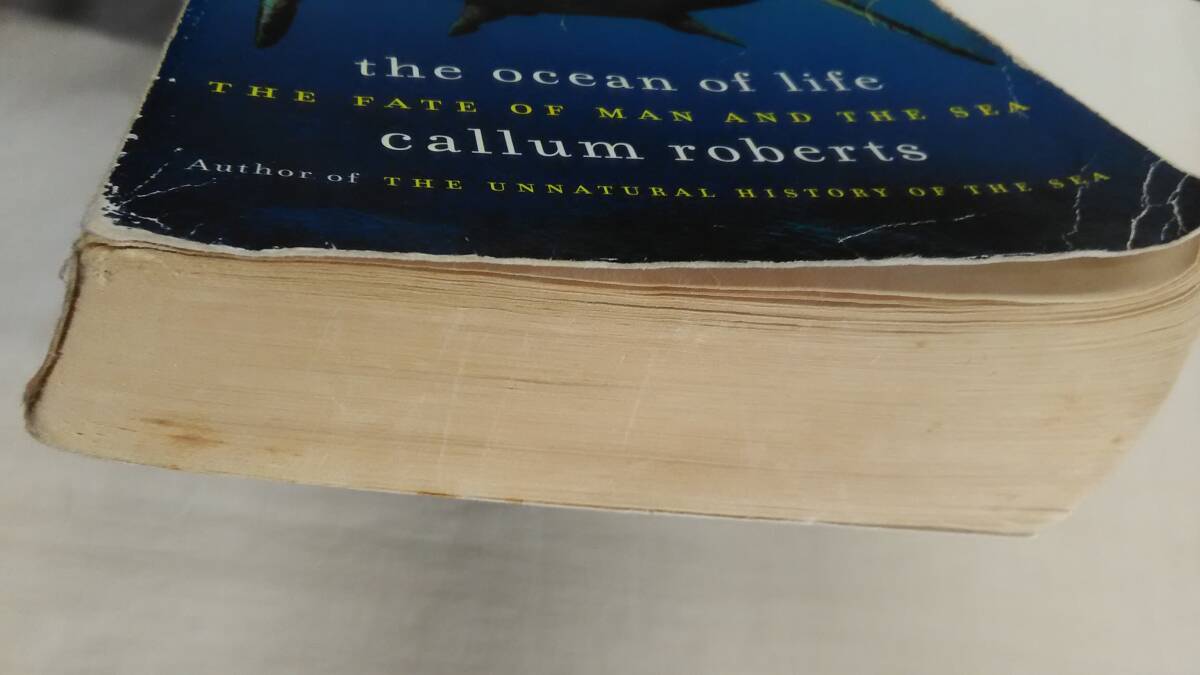 the ocean of life
THE FATE OF MAN AND THE SEA
callum roberts
Author of THE UNNATURAL HISTORY OF THE SEA